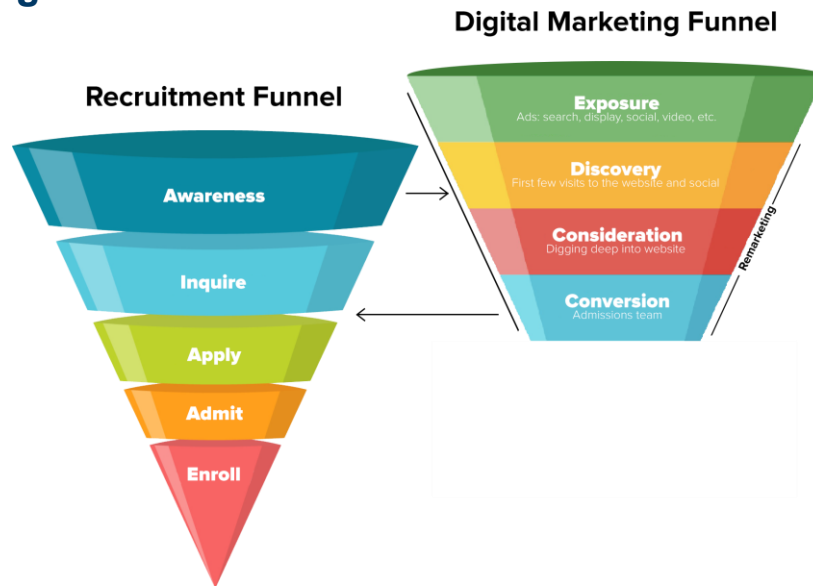 g
Digital Marketing Funnel
Recruitment Funnel
Exposure
Ads: search, display, social, video, etc.
Discovery
First few visits to the website and social
Consideration
Digging deep into website
Conversion
Admissions team
Remarketing
Awareness
Inquire
Apply
Admit
Enroll